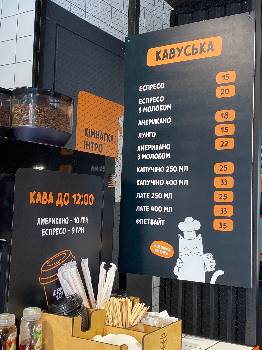 КАВУСЬКА
ЕСПРЕСО 15
ЕСПРЕСО
З МОЛОКОМ 20
АМЕРИКАНО 18
ЛУНГО 15
АМЕРИКАНО
З МОЛОКОМ 22
КАПУЧІНО 250 МЛ 25
КАПУЧІНО 400 МЛ 33
ЛАТЕ 250 МЛ 25
ЛАТЕ 400 МЛ 33
ФЛЕТВАЙТ 35
КІМНАТКА
ІНТРО
КАВА ДО 12:00
АМЕРИКАНО - 10 ГРН
ЕСПРЕСО - 9 ГРН